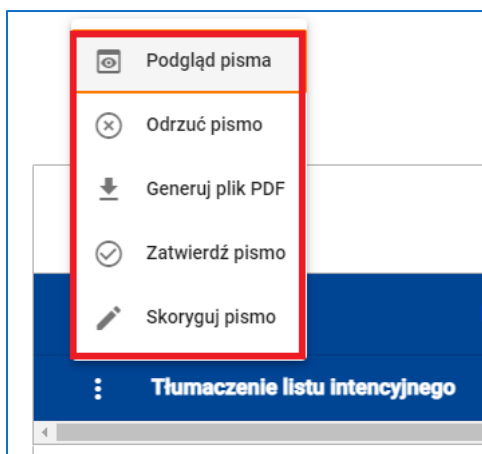 Podgląd pisma
Odrzuć pismo
Generuj plik PDF
Zatwierdź pismo
Skoryguj pismo
Tłumaczenie listu intencyjnego